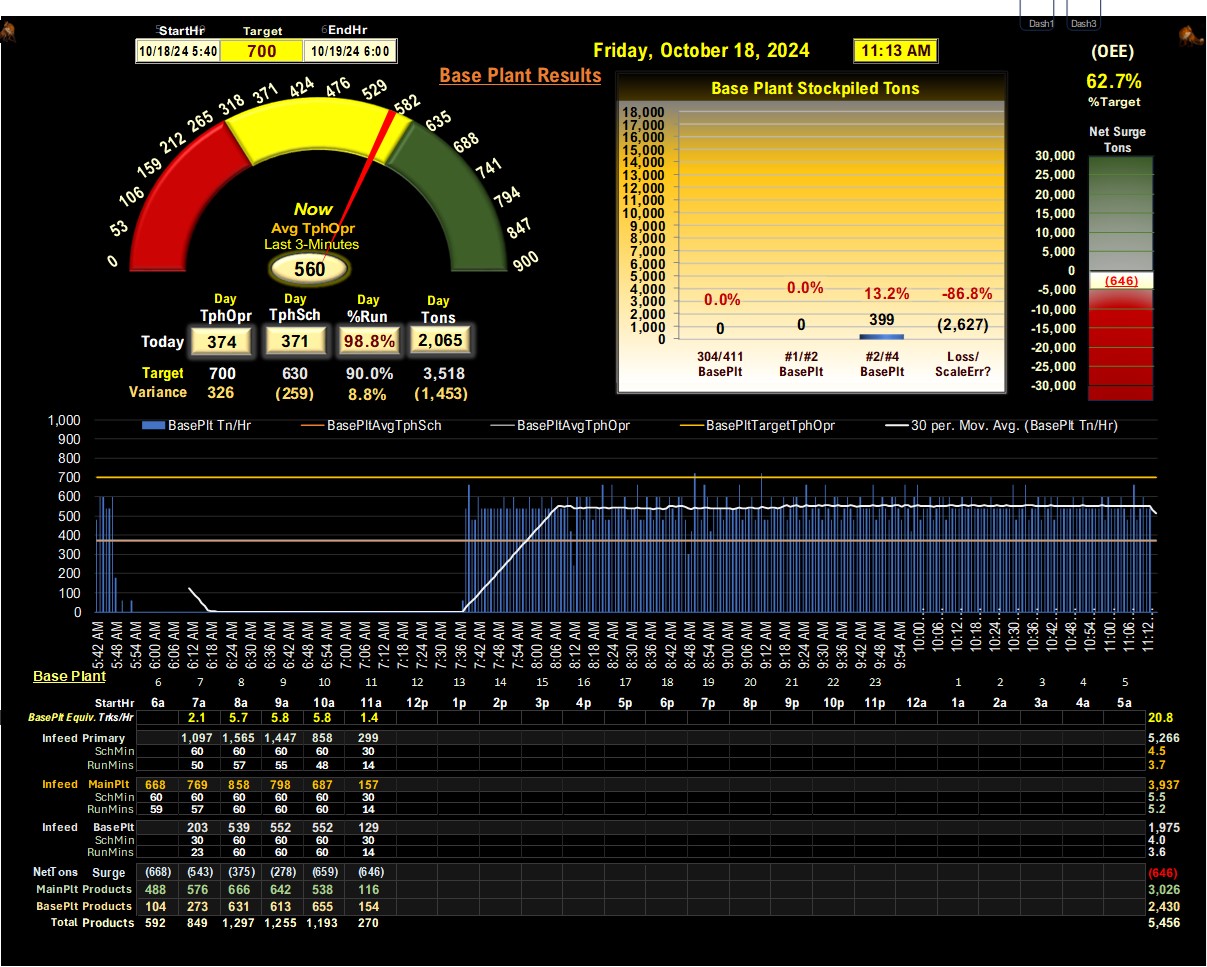 Dash1 Dash3
StartHr Target EndHr
10/18/24 5:40 700 10/19/24 6:00
Friday, October 18, 2024 11:13 AM
Base Plant Results
(OEE)
62.7%
%Target
Net Surge
Tons
30,000
25,000
20,000
15,000
10,000
5,000
0
(646)
-5,000
-10,000
-15,000
-20,000
-25,000
-30,000
0 53 106 159 212 265 318 371 424 476 529 582 635 688 741 794 847 900
Now
Avg TphOpr
Last 3-Minutes
560
Base Plant Stockpiled Tons
18,000
17,000
16,000
15,000
14,000
13,000
12,000
11,000
10,000
9,000
8,000
7,000
6,000
5,000
4,000
3,000
2,000
1,000
0
0.0% 0.0% 13.2% -86.8%
0 0 399 (2,627)
304/411 #1/#2 #2/#4 Loss/
BasePlt BasePlt BasePlt ScaleErr?
Day Day Day Day
TphOpr TphSch %Run Tons
Today 374 371 98.8% 2,065
Target 700 630 90.0% 3,518
Variance 326 (259) 8.8% (1,453)
BasePlt Tn/Hr BasePltAvgTphSch BasePltAvgTphOpr BasePltTargetTphOpr 30 per. Mov. Avg. (BasePlt Tn/Hr)
1,000
900
800
700
600
500
400
300
200
100
0
5:42 AM 5:48 AM 5:54 AM 6:00 AM 6:06 AM 6:12 AM 6:18 AM 6:24 AM 6:30 AM 6:36 AM 6:42 AM 6:48 AM 6:54 AM 7:00 AM 7:06 AM 7:12 AM 7:18 AM 7:24 AM 7:30 AM 7:36 AM 7:42 AM 7:48 AM 7:54 AM 8:00 AM 8:06 AM 8:12 AM 8:18 AM 8:24 AM 8:30 AM 8:36 AM 8:42 AM 8:48 AM 8:54 AM 9:00 AM 9:06 AM 9:12 AM 9:18 AM 9:24 AM 9:30 AM 9:36 AM 9:42 AM 9:48 AM 9:54 AM 10:00... 10:06... 10:12... 10:18... 10:24... 10:30... 10:36... 10:42... 10:48... 10:54... 11:00... 11:06... 11:12...
Base Plant
6 7 8 9 10 11 12 13 14 15 16 17 18 19 20 21 22 23 1 2 3 4 5
StartHr 6a 7a 8a 9a 10a 11a 12p 1p 2p 3p 4p 5p 6p 7p 8p 9p 10p 11p 12a 1a 2a 3a 4a 5a
BasePlt Equiv. Trks/Hr 2.1 5.7 5.8 5.8 1.4 20.8
Infeed Primary 1,097 1,565 1,447 858 299 5,266
SchMin 60 60 60 60 30 4.5
RunMins 50 57 55 48 14 3.7
Infeed MainPlt 668 769 858 798 687 157 3,937
SchMin 60 60 60 60 60 30 5.5
RunMins 59 57 60 60 60 14 5.2
Infeed BasePlt 203 539 552 552 129 1,975
SchMin 30 60 60 60 30 4.0
RunMins 23 60 60 60 14 3.6
NetTons Surge (668) (543) (375) (278) (659) (646) (646)
MainPlt Products 488 576 666 642 538 116 3,026
BasePlt Products 104 273 631 613 655 154 2,430
Total Products 592 849 1,297 1,255 1,193 270 5,456